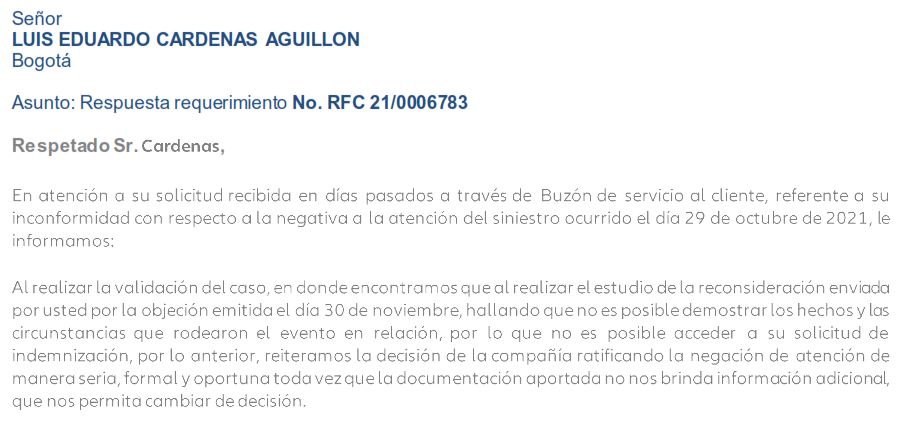 Señor
LUIS EDUARDO CARDENAS AGUILLON
Bogotá
Asunto: Respuesta requerimiento No. RFC 21/0006783
Respetado Sr. Cardenas,
En atención a su solicitud recibida en días pasados a través de Buzón de servicio al cliente, referente a su
inconformidad con respecto a la negativa a la atención del siniestro ocurrido el día 29 de octubre de 2021, le
informamos:
Al realizar la validación del caso, en donde encontramos que al realizar el estudio de la reconsideración enviada
por usted por la objeción emitida el día 30 de noviembre, hallando que no es posible demostrar los hechos y las
circunstancias que rodearon el evento en relación, por lo que no es posible acceder a su solicitud de
indemnización, por lo anterior, reiteramos la decisión de la compañía ratificando la negación de atención de
manera seria, formal y oportuna toda vez que la documentación aportada no nos brinda información adicional,
que nos permita cambiar de decisión.